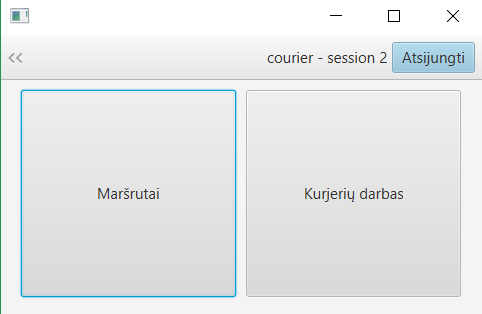 courier - session 2 Atsijungti
Maršrutai
Kurjerių darbas